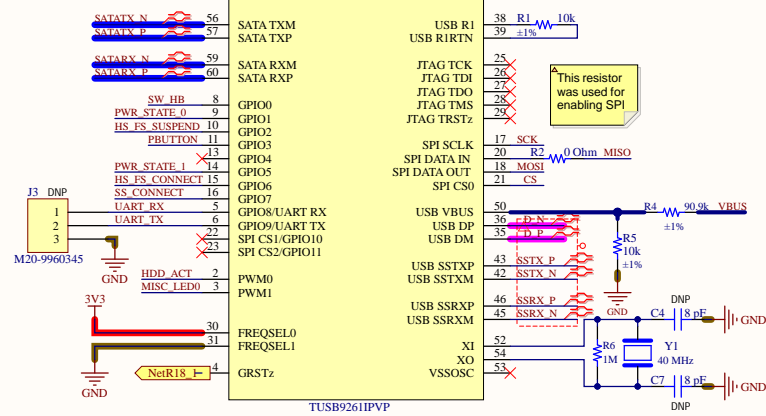 SATATX_N 56 SATA TXM USB R1 38 R1 10k
SATATX_P 57 SATA TXP USB R1RTN 39 ±1%
SATARX_N 59 SATA RXM JTAG TCK 25
SATARX_P 60 SATA RXP JTAG TDI 26
JTAG TDO 27
SW_HB 8 GPIO0 JTAG TMS 28
PWR_STATE_0 9 GPIO1 JTAG TRSTz 29
This resistor
was used for
enabling SPI
HS_FS_SUSPEND 10 GPIO2
PBUTTON 11 GPIO3 SPI SCLK 17 SCK
13 GPIO4 SPI DATA IN 20 R2 0 Ohm MISO
PWR_STATE_1 14 GPIO5 SPI DATA OUT 18 MOSI
HS_FS_CONNECT 15 GPIO6 SPI CS0 21 CS
SS_CONNECT 16 GPIO7
J3 DNP
1 UART_RX 5 GPIO8/UART RX USB VBUS 50 R4 90.9k VBUS
±1%
2 UART_TX 6 GPIO9/UART TX USB DP 36 D_N
3 22 SPI CS1/GPIO10 USB DM 35 D_P
R5
10k
±1%
M20-9960345
GND
23 SPI CS2/GPIO11
USB SSTXP 43 SSTX_P
HDD_ACT 2 PWM0 USB SSTXM 42 SSTX_N
MISC_LED0 3 PWM1
GND
3V3
USB SSRXP 46 SSRX_P
USB SSRXM 45 SSRX_N
DNP
C4 8 pF GND
30 FREQSEL0
31 FREQSEL1 XI 52
XO 54
R6
1M
Y1
40 MHz
NetR18_1 4 GRSTz VSSOSC 53
GND
DNP
C7 8 pF GND
TUSB9261IPVP